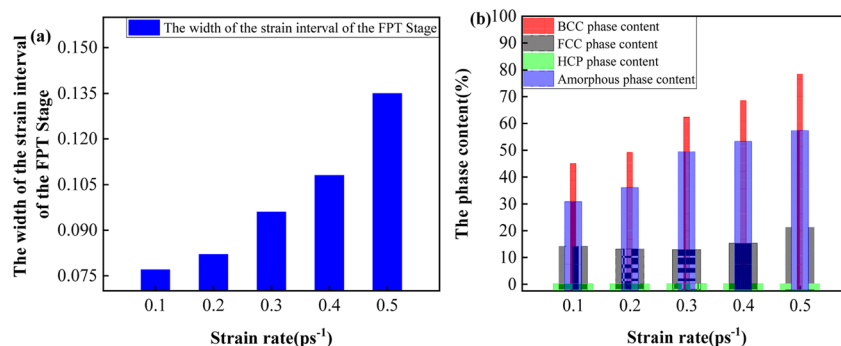 (a)
The width of the strain interval of the FPT Stage
The width of the strain interval
of the FPT Stage
0.150
0.135
0.120
0.105
0.090
0.075
0.1 0.2 0.3 0.4 0.5
Strain rate(ps-1)
(b)
BCC phase content
FCC phase content
HCP phase content
Amorphous phase content
The phase content(%)
100
90
80
70
60
50
40
30
20
10
0
0.1 0.2 0.3 0.4 0.5
Strain rate(ps-1)